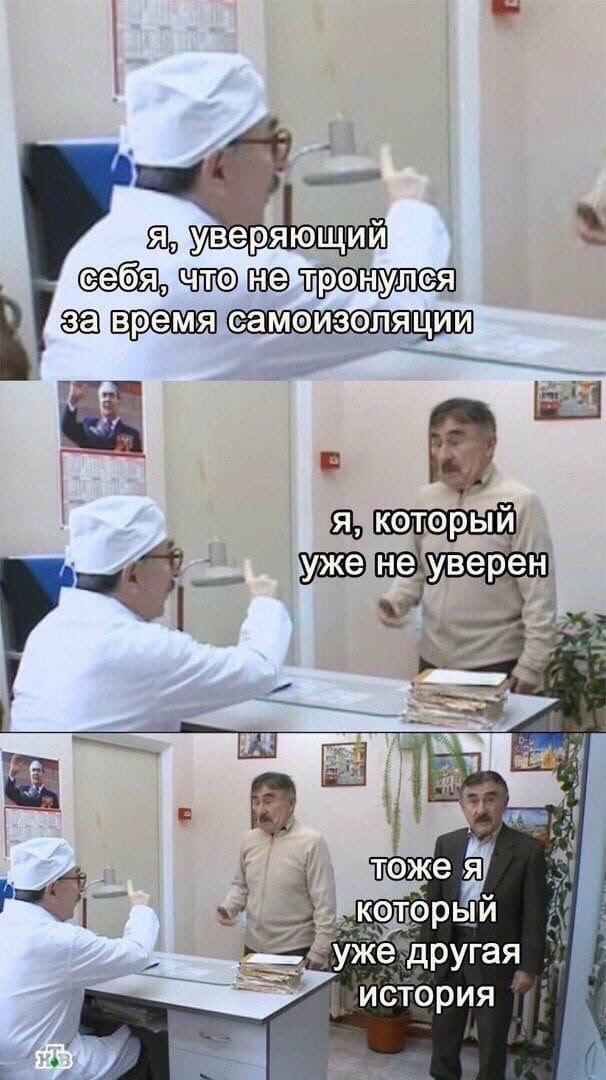 я, уверяющий
себя, что не тронулся
за время самоизоляции
я, который
уже не уверен
тоже я
который
уже другая
история
НТВ